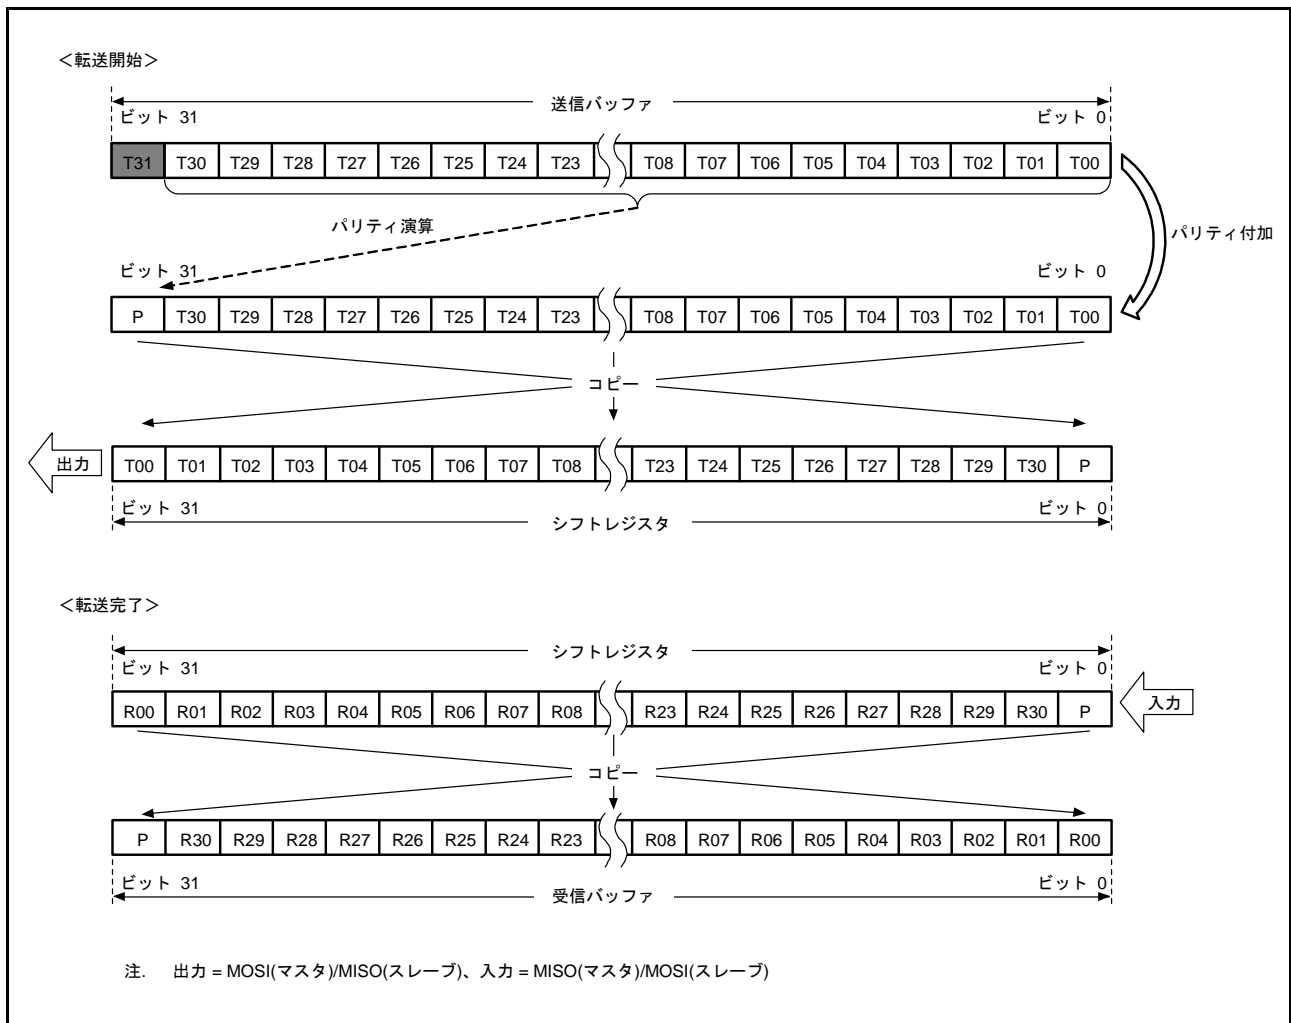 <転送開始>
送信バッファ
ビット 31 ビット 0
T31 T30 T29 T28 T27 T26 T25 T24 T23 T08 T07 T06 T05 T04 T03 T02 T01 T00
パリティ演算
パリティ付加
ビット 31 ビット 0
P T30 T29 T28 T27 T26 T25 T24 T23 T08 T07 T06 T05 T04 T03 T02 T01 T00
コピー
出力 T00 T01 T02 T03 T04 T05 T06 T07 T08 T23 T24 T25 T26 T27 T28 T29 T30 P
ビット 31 ビット 0
シフトレジスタ
<転送完了>
シフトレジスタ
ビット 31 ビット 0
R00 R01 R02 R03 R04 R05 R06 R07 R08 R23 R24 R25 R26 R27 R28 R29 R30 P 入力
コピー
P R30 R29 R28 R27 R26 R25 R24 R23 R08 R07 R06 R05 R04 R03 R02 R01 R00
ビット 31 ビット 0
受信バッファ
注. 出力 = MOSI(マスタ)/MISO(スレーブ)、入力 = MISO(マスタ)/MOSI(スレーブ)